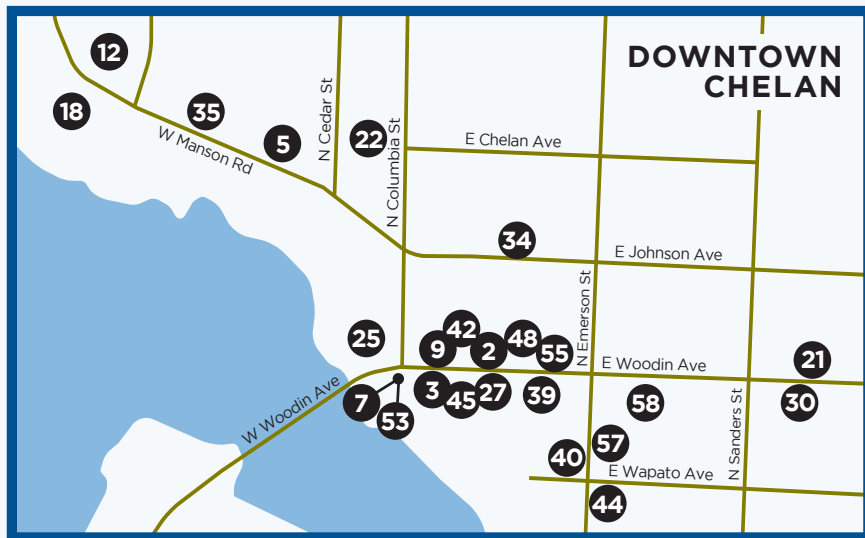 DOWNTOWN
CHELAN
12
18
35
5
22
W Manson Rd
N Cedar St
N Columbia St
E Chelan Ave
34
E Johnson Ave
N Emerson St
25
42
9
2
48
55
E Woodin Ave
21
W Woodin Ave
7
53
3
45
27
39
58
30
N Sanders St
40
57
E Wapato Ave
44